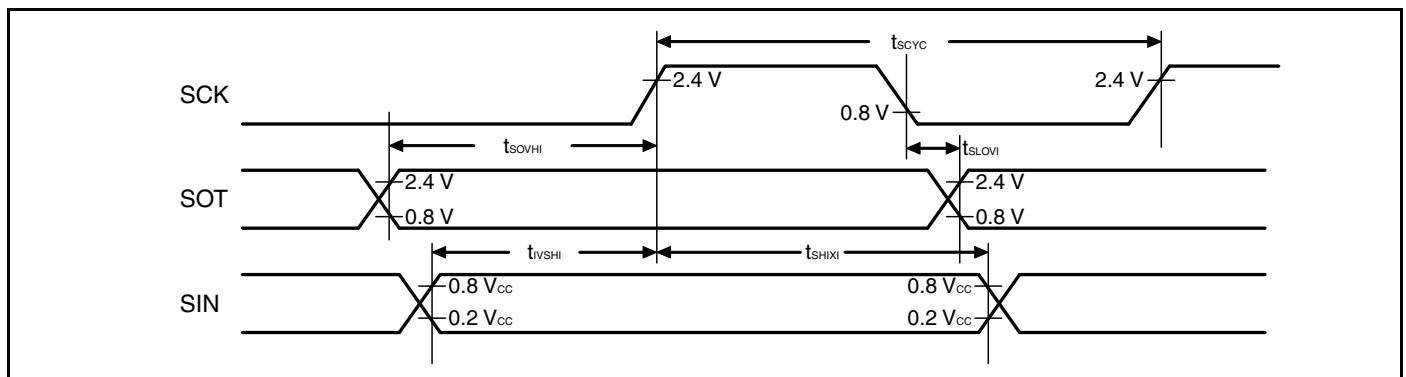 tSCYC
SCK
2.4 V
0.8 V
2.4 V
tSOVHI
tSLOVI
SOT
2.4 V
0.8 V
2.4 V
0.8 V
tIVSHI
tSHIXI
SIN
0.8 VCC
0.2 VCC
0.8 VCC
0.2 VCC